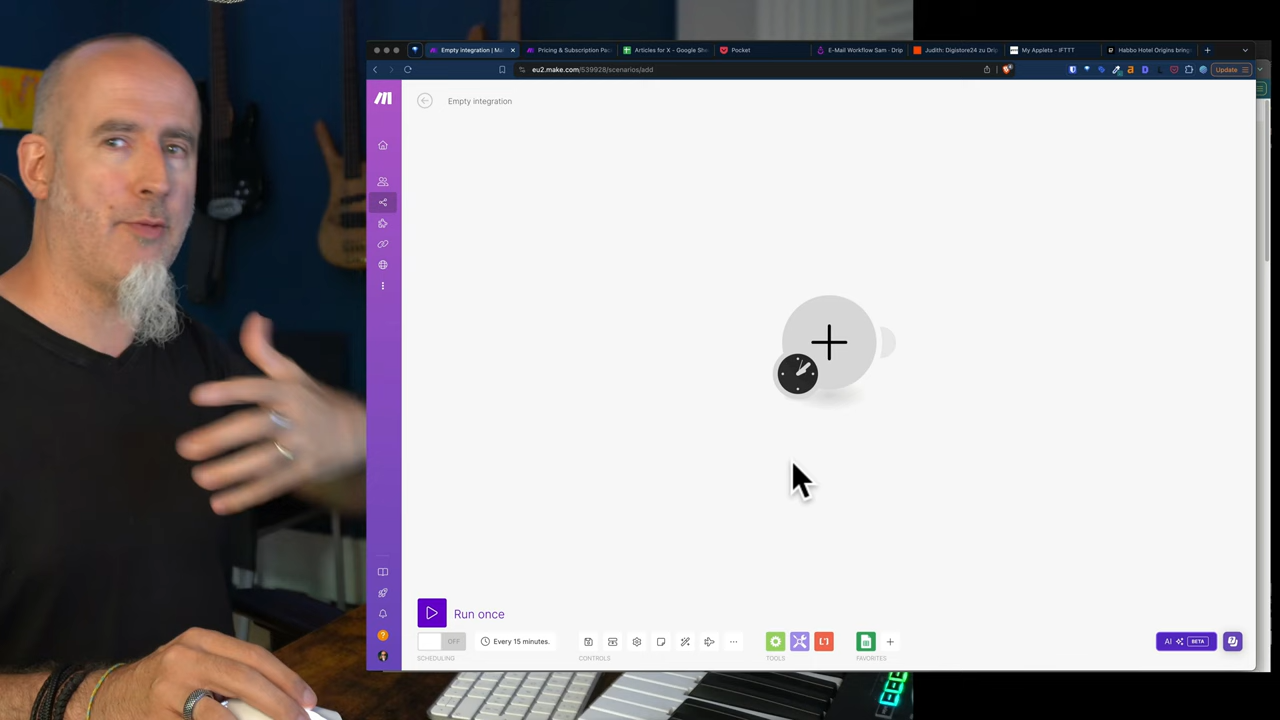 Empty integration | Ma
Pricing & Subscription Pac
Articles for X - Google She
Pocket
E-Mail Workflow Sam · Drip
Judith: Digistore24 zu Drip
My Applets - IFTTT
Habbo Hotel Origins bring
eu2.make.com/539928/scenarios/add
Update
Empty integration
Run once
OFF
Every 15 minutes.
AI
BETA
SCHEDULING
CONTROLS
TOOLS
FAVORITES